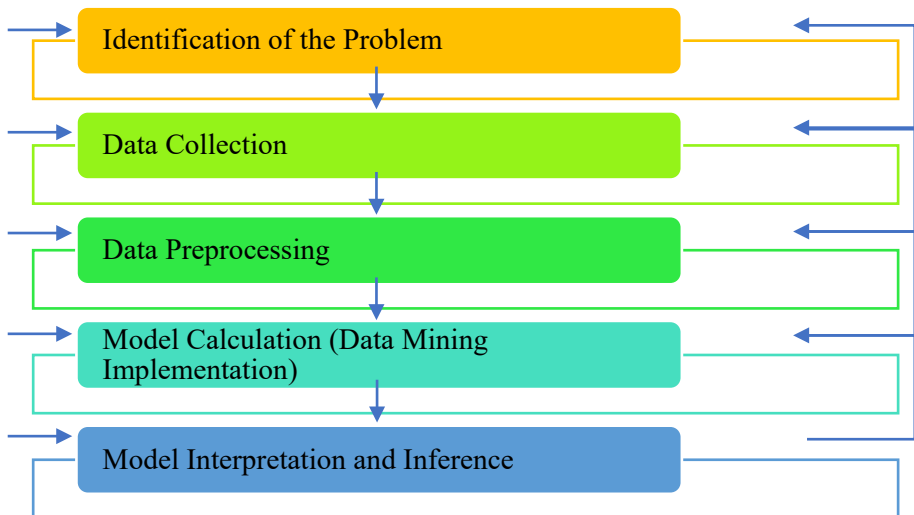 Identification of the Problem
Data Collection
Data Preprocessing
Model Calculation (Data Mining
Implementation)
Model Interpretation and Inference